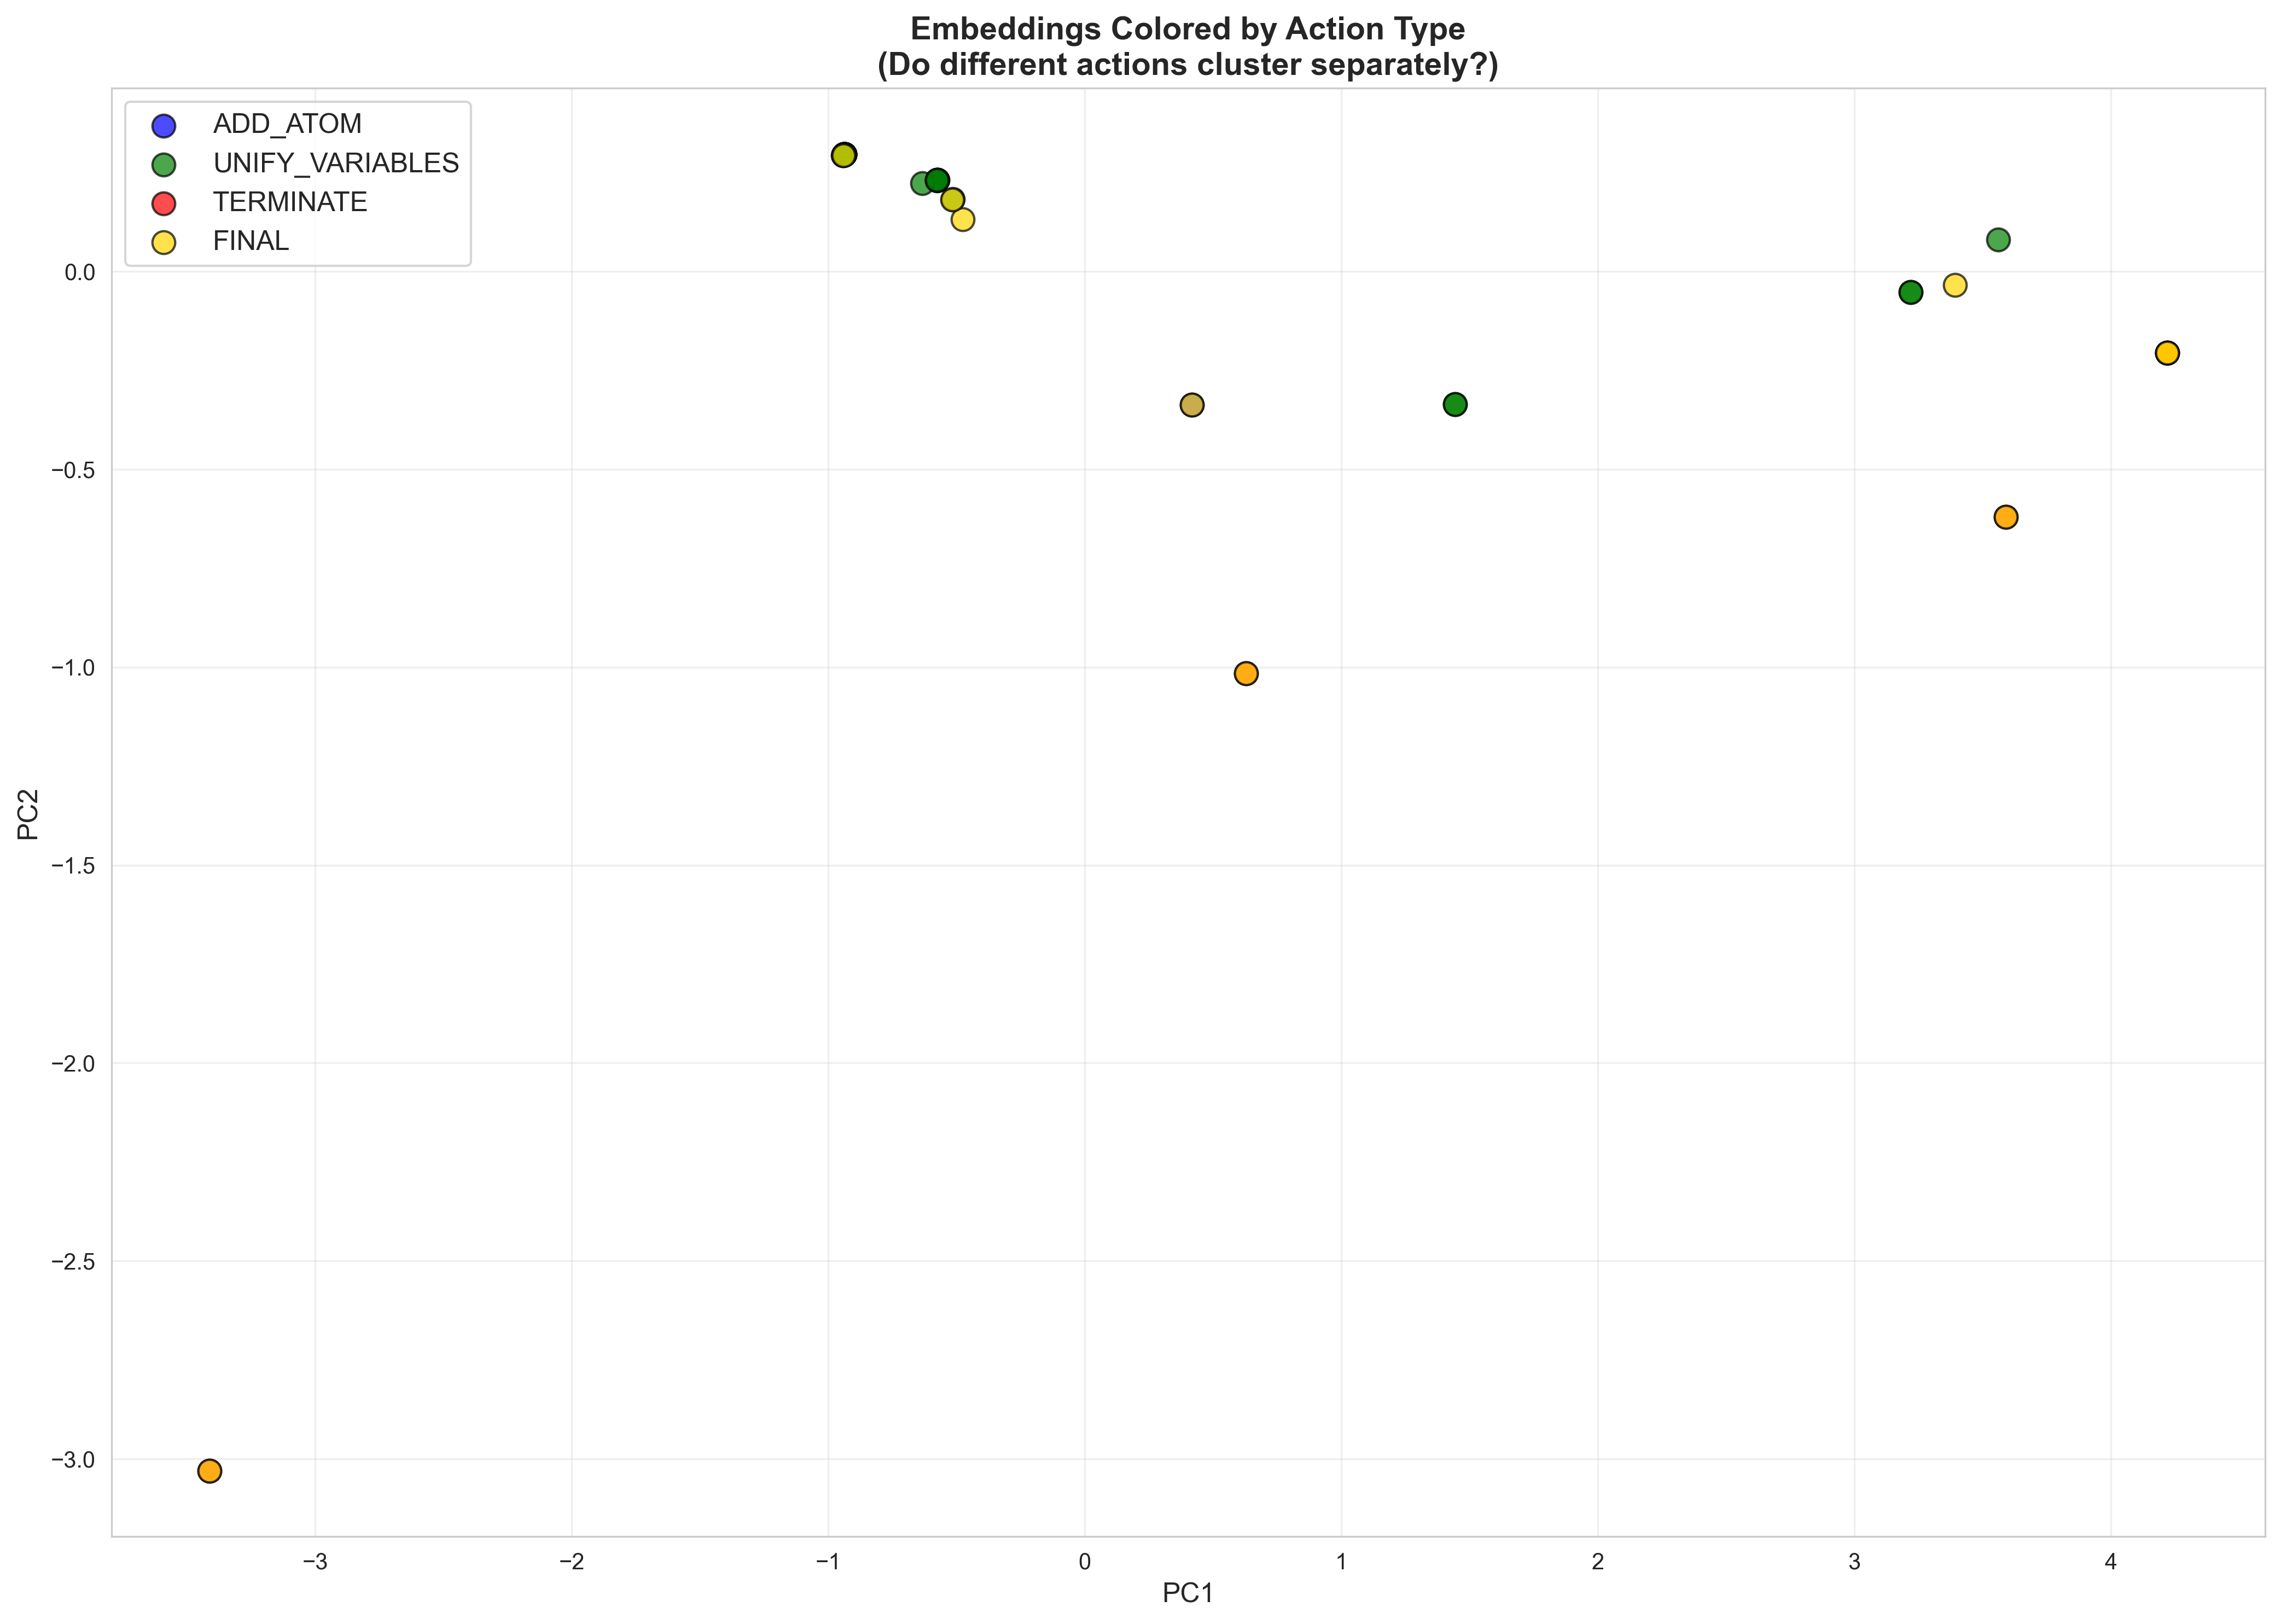 Embeddings Colored by Action Type
(Do different actions cluster separately?)
ADD_ATOM
UNIFY_VARIABLES
TERMINATE
FINAL
0.0
−0.5
−1.0
−1.5
−2.0
−2.5
−3.0
PC2
−3
−2
−1
0
1
2
3
4
PC1